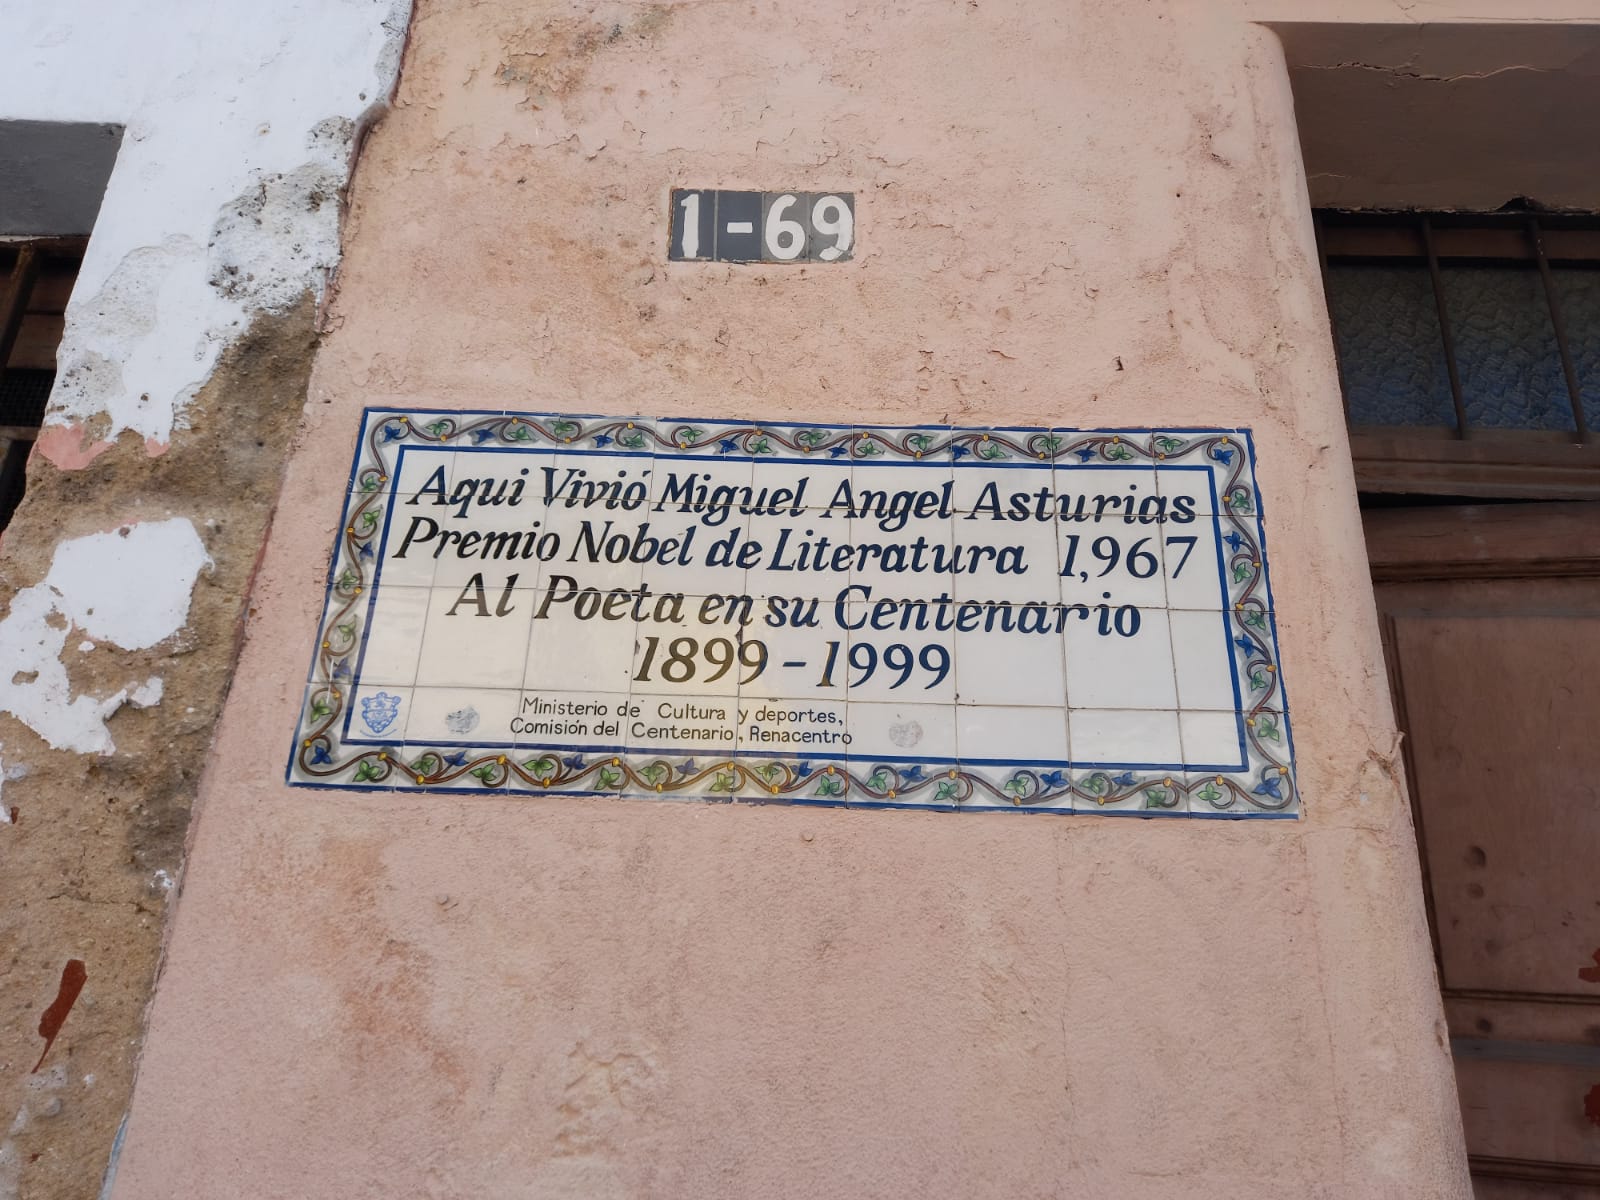 1-69
Aqui Vivió Miguel Angel Asturias
Premio Nobel de Literatura 1,967
Al Poeta en su Centenario
1899-1999
Ministerio de Cultura y deportes,
Comisión del Centenario, Renacentro